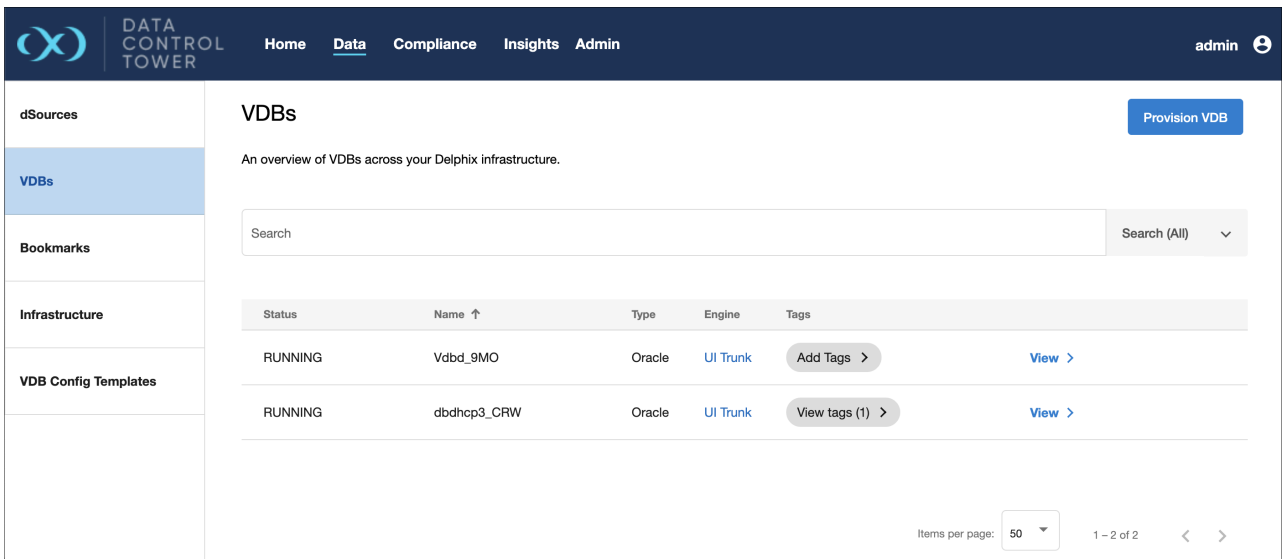 DATA
CONTROL
TOWER
Home Data Compliance Insights Admin admin
dSources
VDBs
Bookmarks
Infrastructure
VDB Config Templates
VDBs
Provision VDB
An overview of VDBs across your Delphix infrastructure.
Search Search (All)
Status Name Type Engine Tags
RUNNING Vdbd_9MO Oracle UI Trunk Add Tags View
RUNNING dbdhcp3_CRW Oracle UI Trunk View tags (1) View
Items per page: 50 1 – 2 of 2